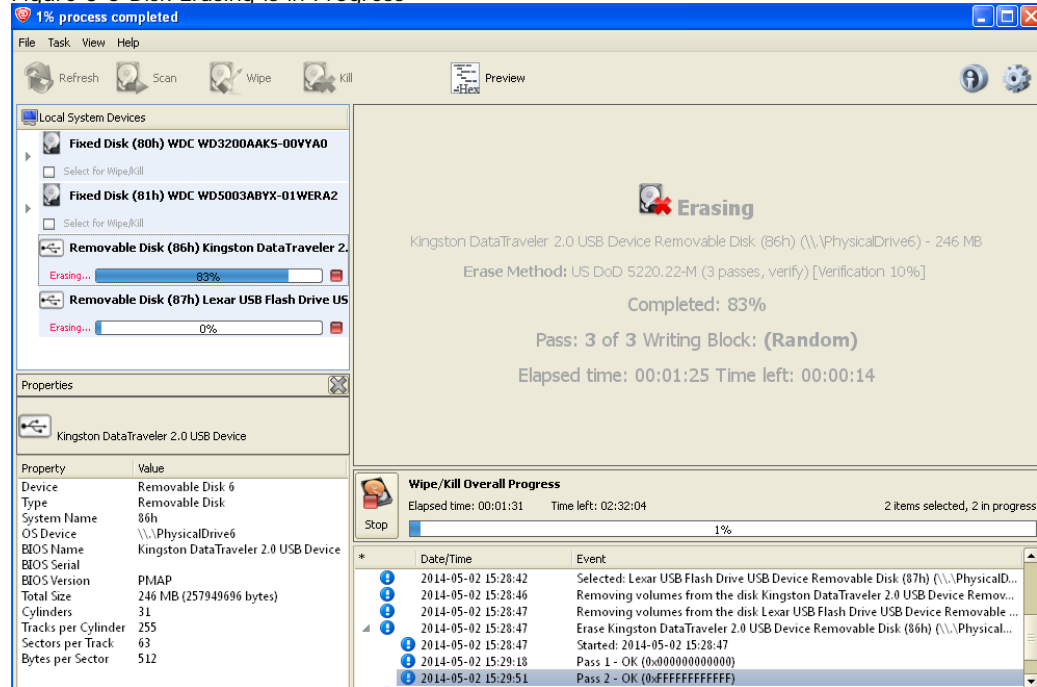 Figure 3-3 Disk Erasing is in Progress
1% process completed
File Task View Help
Refresh Scan Wipe Kill Hex Preview
Local System Devices
Fixed Disk (80h) WDC WD3200AAKS-00VYA0
Select for Wipe/Kill
Fixed Disk (81h) WDC WD5003ABYX-01WERA2
Select for Wipe/Kill
Removable Disk (86h) Kingston DataTraveler 2.
Erasing... 83%
Removable Disk (87h) Lexar USB Flash Drive US
Erasing... 0%
Erasing
Kingston DataTraveler 2.0 USB Device Removable Disk (86h) (\\.\PhysicalDrive6) - 246 MB
Erase Method: US DoD 5220.22-M (3 passes, verify) [Verification 10%]
Completed: 83%
Pass: 3 of 3 Writing Block: (Random)
Elapsed time: 00:01:25 Time left: 00:00:14
Properties
Kingston DataTraveler 2.0 USB Device
Property Value
Device Removable Disk 6
Type Removable Disk
System Name 86h
OS Device \\.\PhysicalDrive6
BIOS Name Kingston DataTraveler 2.0 USB Device
BIOS Serial
BIOS Version PMAP
Total Size 246 MB (257949696 bytes)
Cylinders 31
Tracks per Cylinder 255
Sectors per Track 63
Bytes per Sector 512
Wipe/Kill Overall Progress
Elapsed time: 00:01:31 Time left: 02:32:04 2 items selected, 2 in progress
Stop
1%
* Date/Time Event
2014-05-02 15:28:42 Selected: Lexar USB Flash Drive USB Device Removable Disk (87h) (\\.\PhysicalD...
2014-05-02 15:28:46 Removing volumes from the disk Kingston DataTraveler 2.0 USB Device Remov...
2014-05-02 15:28:47 Removing volumes from the disk Lexar USB Flash Drive USB Device Removable ...
2014-05-02 15:28:47 Erase Kingston DataTraveler 2.0 USB Device Removable Disk (86h) (\\.\Physical...
2014-05-02 15:28:47 Started: 2014-05-02 15:28:47
2014-05-02 15:29:18 Pass 1 - OK (0x000000000000)
2014-05-02 15:29:51 Pass 2 - OK (0xFFFFFFFFFFFF)